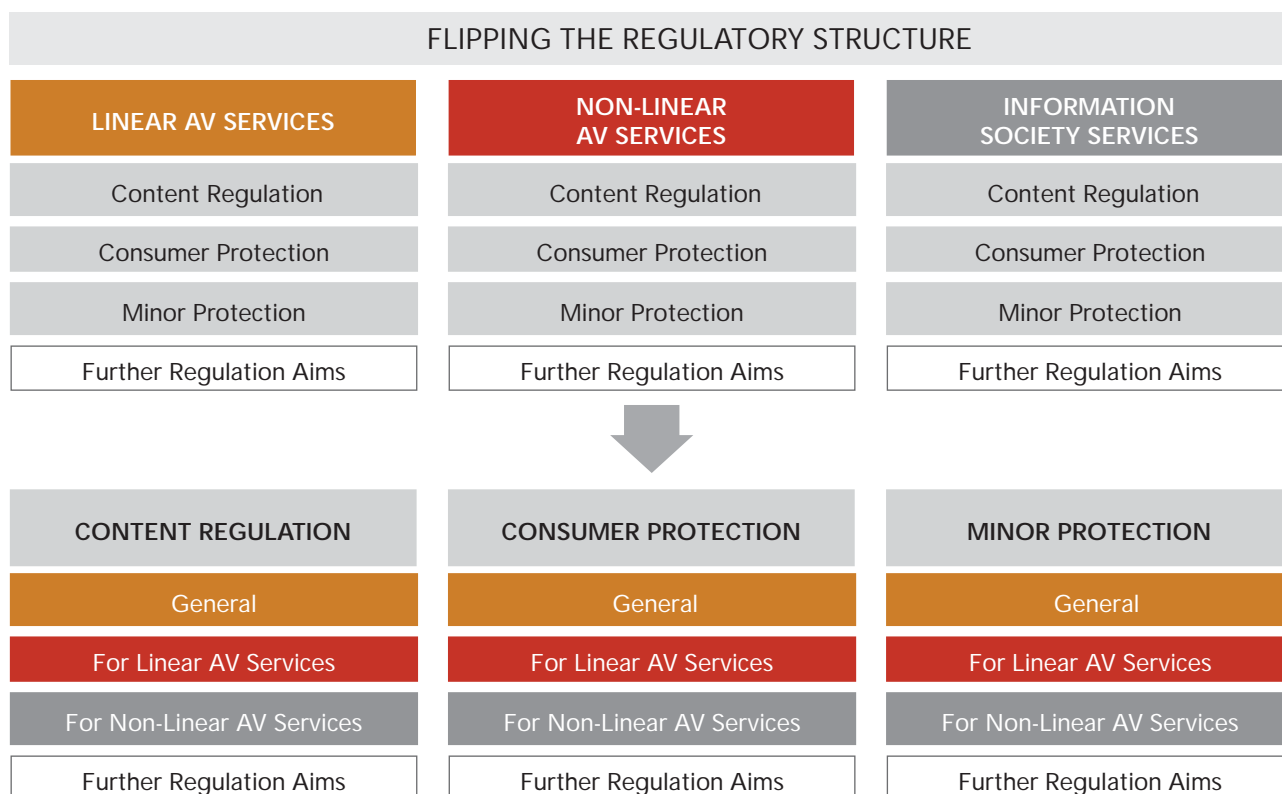 FLIPPING THE REGULATORY STRUCTURE
LINEAR AV SERVICES
NON-LINEAR
AV SERVICES
INFORMATION
SOCIETY SERVICES
Content Regulation
Content Regulation
Content Regulation
Consumer Protection
Consumer Protection
Consumer Protection
Minor Protection
Minor Protection
Minor Protection
Further Regulation Aims
Further Regulation Aims
Further Regulation Aims
CONTENT REGULATION
CONSUMER PROTECTION
MINOR PROTECTION
General
General
General
For Linear AV Services
For Linear AV Services
For Linear AV Services
For Non-Linear AV Services
For Non-Linear AV Services
For Non-Linear AV Services
Further Regulation Aims
Further Regulation Aims
Further Regulation Aims